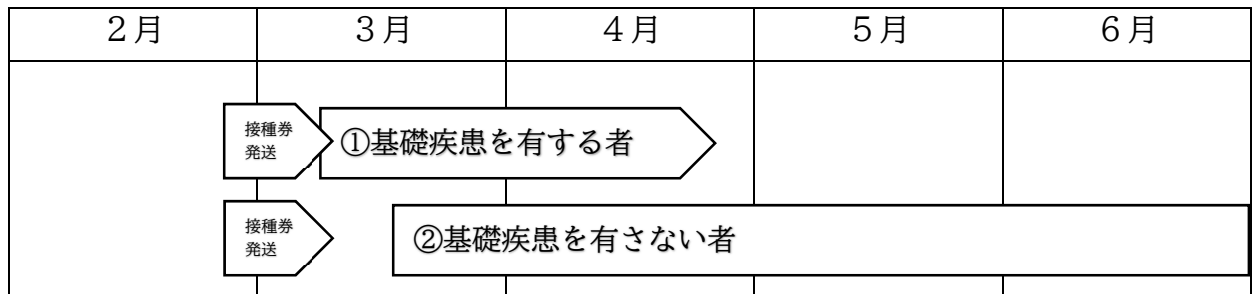 ２月 ３月 ４月 ５月 ６月
接種券
発送
①基礎疾患を有する者
接種券
発送
②基礎疾患を有さない者